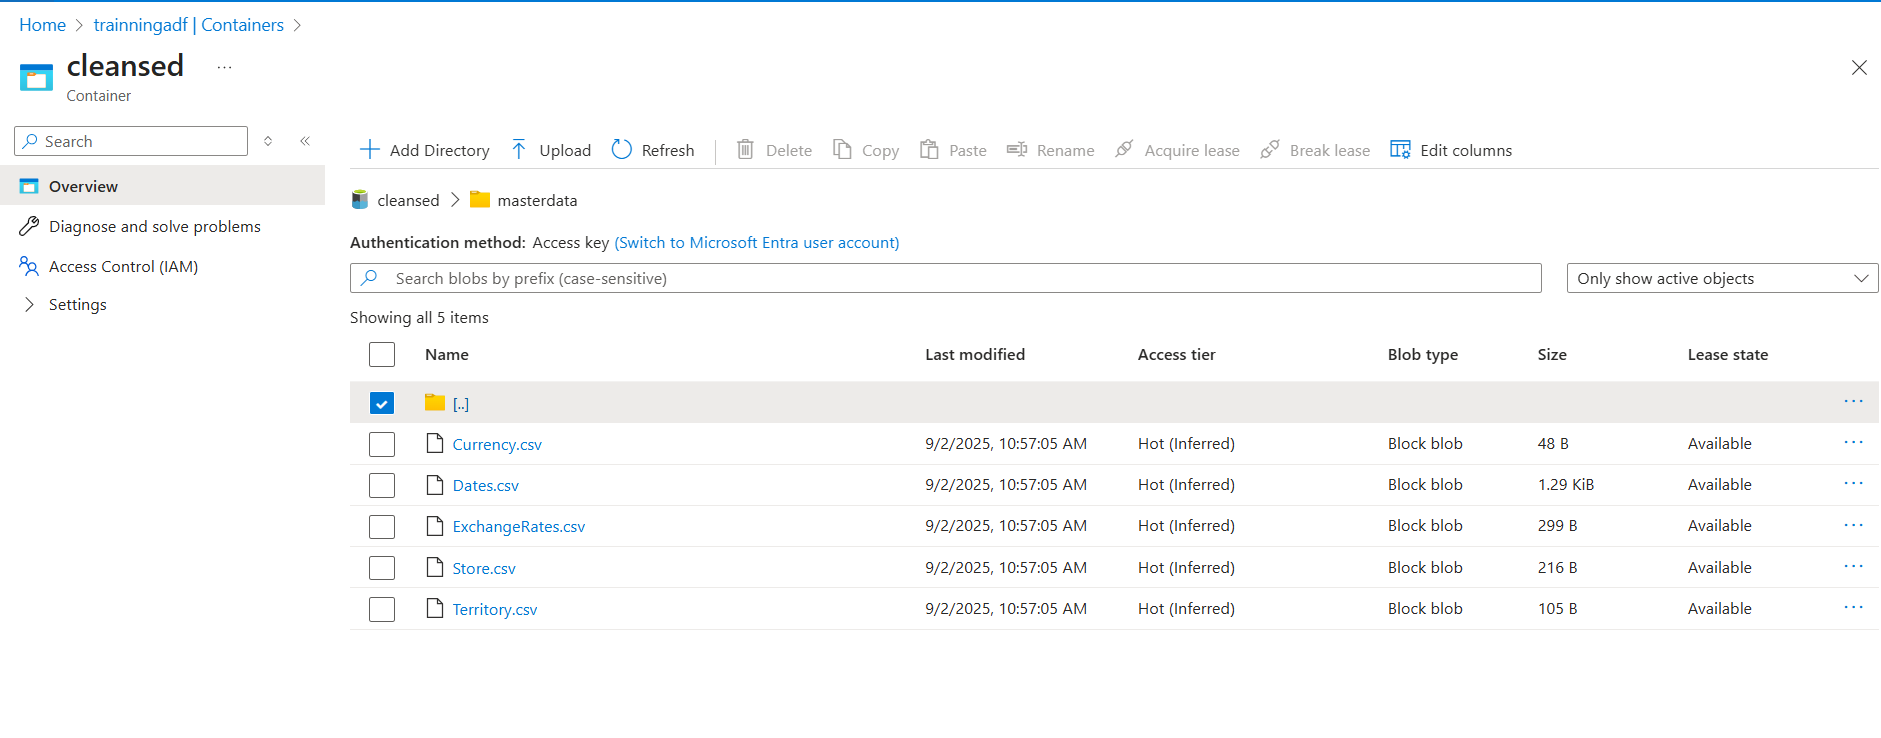 Home > trainningadf | Containers >
cleansed ...
Container
Search
Overview
Diagnose and solve problems
Access Control (IAM)
Settings
Add Directory Upload Refresh Delete Copy Paste Rename Acquire lease Break lease Edit columns
cleansed > masterdata
Authentication method: Access key (Switch to Microsoft Entra user account)
Search blobs by prefix (case-sensitive) Only show active objects
Showing all 5 items
Name Last modified Access tier Blob type Size Lease state
[..] ...
Currency.csv 9/2/2025, 10:57:05 AM Hot (Inferred) Block blob 48 B Available ...
Dates.csv 9/2/2025, 10:57:05 AM Hot (Inferred) Block blob 1.29 KiB Available ...
ExchangeRates.csv 9/2/2025, 10:57:05 AM Hot (Inferred) Block blob 299 B Available ...
Store.csv 9/2/2025, 10:57:05 AM Hot (Inferred) Block blob 216 B Available ...
Territory.csv 9/2/2025, 10:57:05 AM Hot (Inferred) Block blob 105 B Available ...